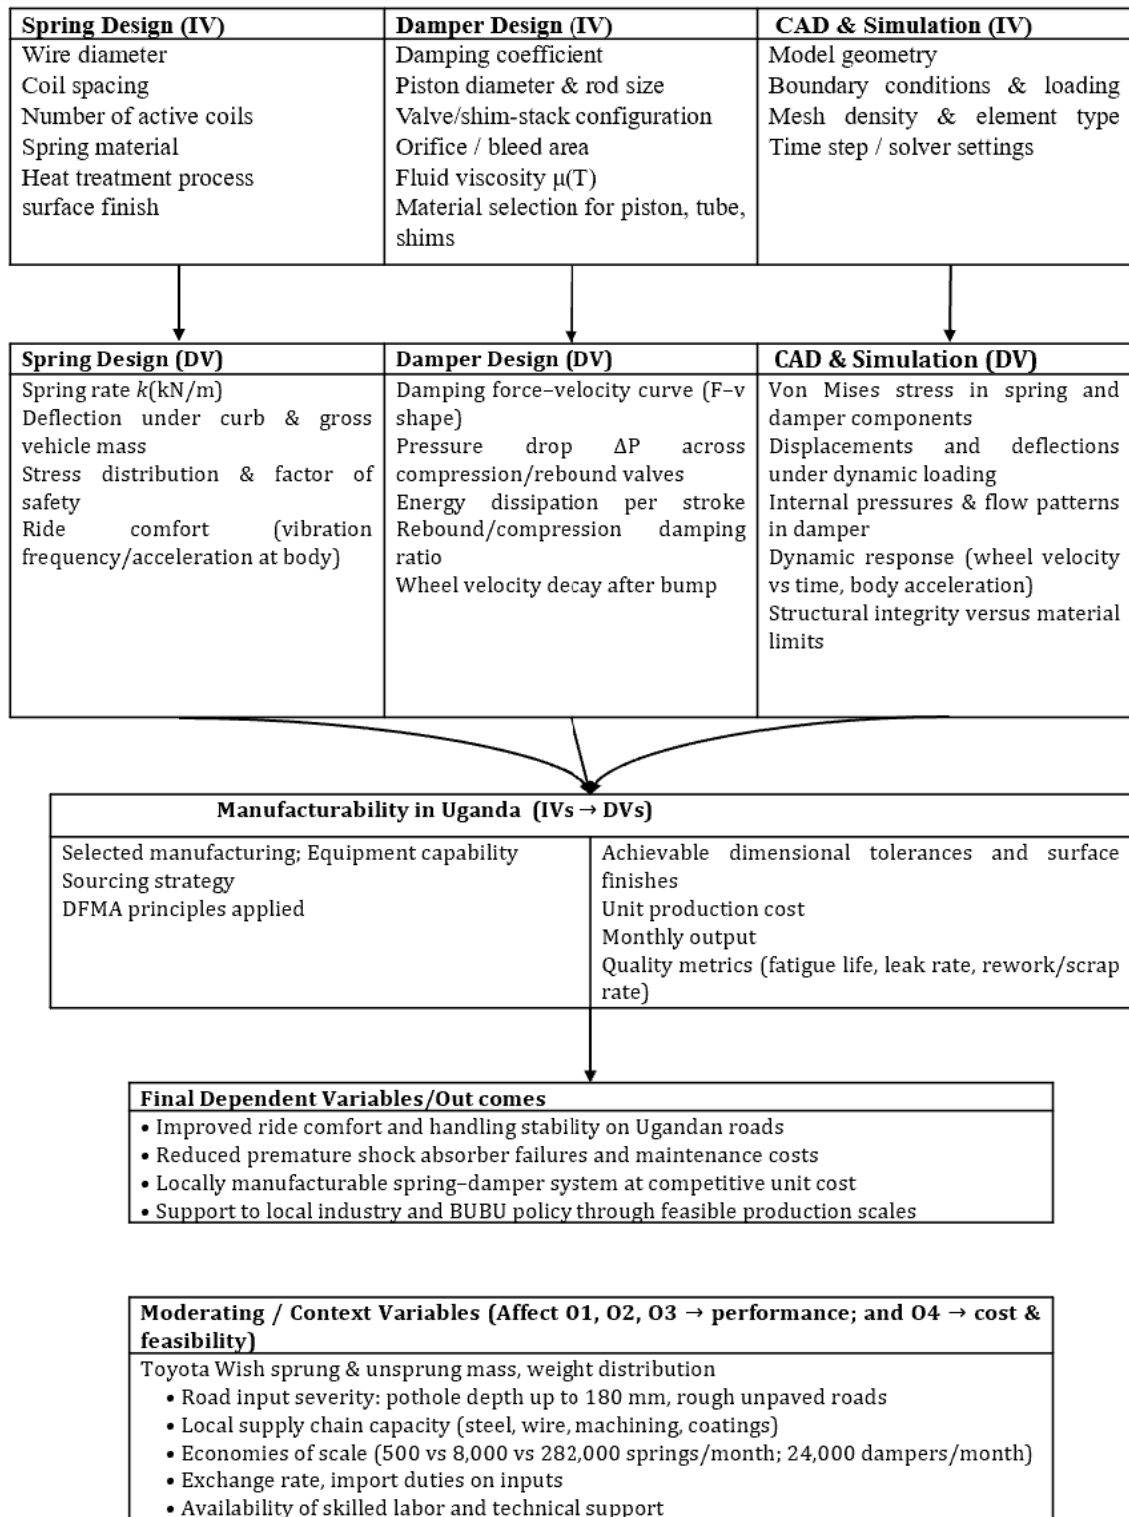 Spring Design (IV)
Wire diameter
Coil spacing
Number of active coils
Spring material
Heat treatment process
surface finish
Damper Design (IV)
Damping coefficient
Piston diameter & rod size
Valve/shim-stack configuration
Orifice / bleed area
Fluid viscosity μ(T)
Material selection for piston, tube,
shims
CAD & Simulation (IV)
Model geometry
Boundary conditions & loading
Mesh density & element type
Time step / solver settings
Spring Design (DV)
Spring rate k(kN/m)
Deflection under curb & gross
vehicle mass
Stress distribution & factor of
safety
Ride comfort (vibration
frequency/acceleration at body)
Damper Design (DV)
Damping force–velocity curve (F–v
shape)
Pressure drop ΔP across
compression/rebound valves
Energy dissipation per stroke
Rebound/compression damping
ratio
Wheel velocity decay after bump
CAD & Simulation (DV)
Von Mises stress in spring and
damper components
Displacements and deflections
under dynamic loading
Internal pressures & flow patterns
in damper
Dynamic response (wheel velocity
vs time, body acceleration)
Structural integrity versus material
limits
Manufacturability in Uganda (IVs → DVs)
Selected manufacturing; Equipment capability
Sourcing strategy
DFMA principles applied
Achievable dimensional tolerances and surface
finishes
Unit production cost
Monthly output
Quality metrics (fatigue life, leak rate, rework/scrap
rate)
Final Dependent Variables/Out comes
• Improved ride comfort and handling stability on Ugandan roads
• Reduced premature shock absorber failures and maintenance costs
• Locally manufacturable spring–damper system at competitive unit cost
• Support to local industry and BUBU policy through feasible production scales
Moderating / Context Variables (Affect O1, O2, O3 → performance; and O4 → cost &
feasibility)
Toyota Wish sprung & unsprung mass, weight distribution
• Road input severity: pothole depth up to 180 mm, rough unpaved roads
• Local supply chain capacity (steel, wire, machining, coatings)
• Economies of scale (500 vs 8,000 vs 282,000 springs/month; 24,000 dampers/month)
• Exchange rate, import duties on inputs
• Availability of skilled labor and technical support